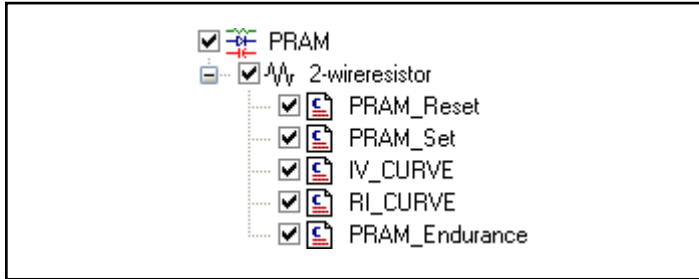 PRAM
2-wireresistor
PRAM_Reset
PRAM_Set
IV_CURVE
RI_CURVE
PRAM_Endurance